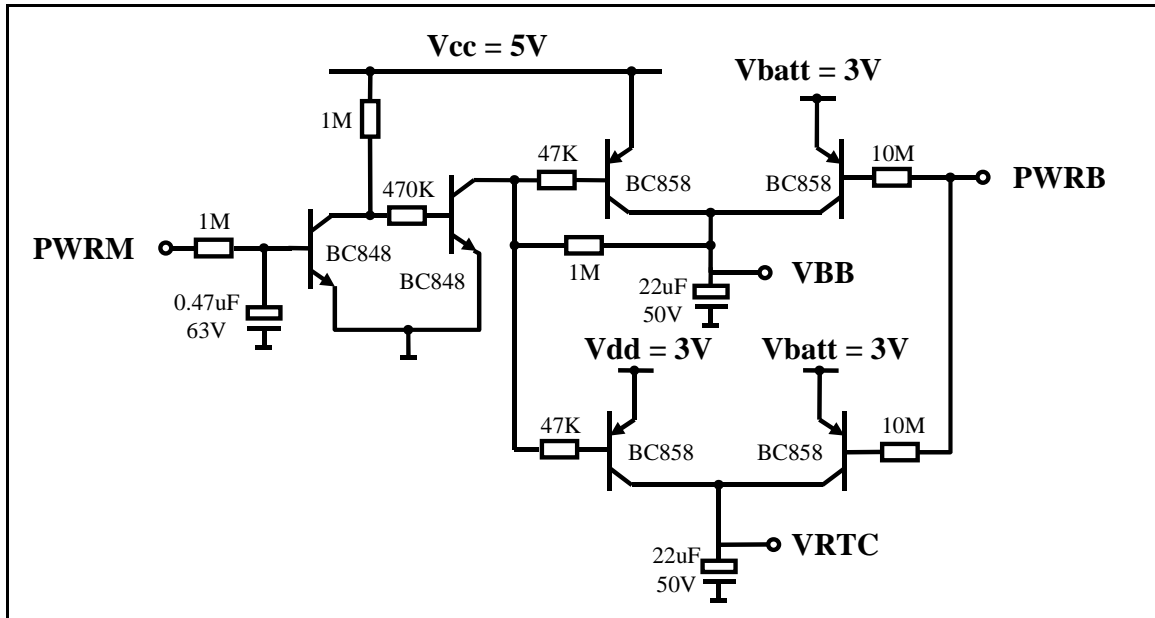 Vcc = 5V
Vbatt = 3V
1M
47K
10M
BC858
BC858
PWRB
470K
1M
PWRM
BC848
BC848
1M
VBB
0.47uF
63V
22uF
50V
Vdd = 3V
Vbatt = 3V
47K
10M
BC858
BC858
VRTC
22uF
50V